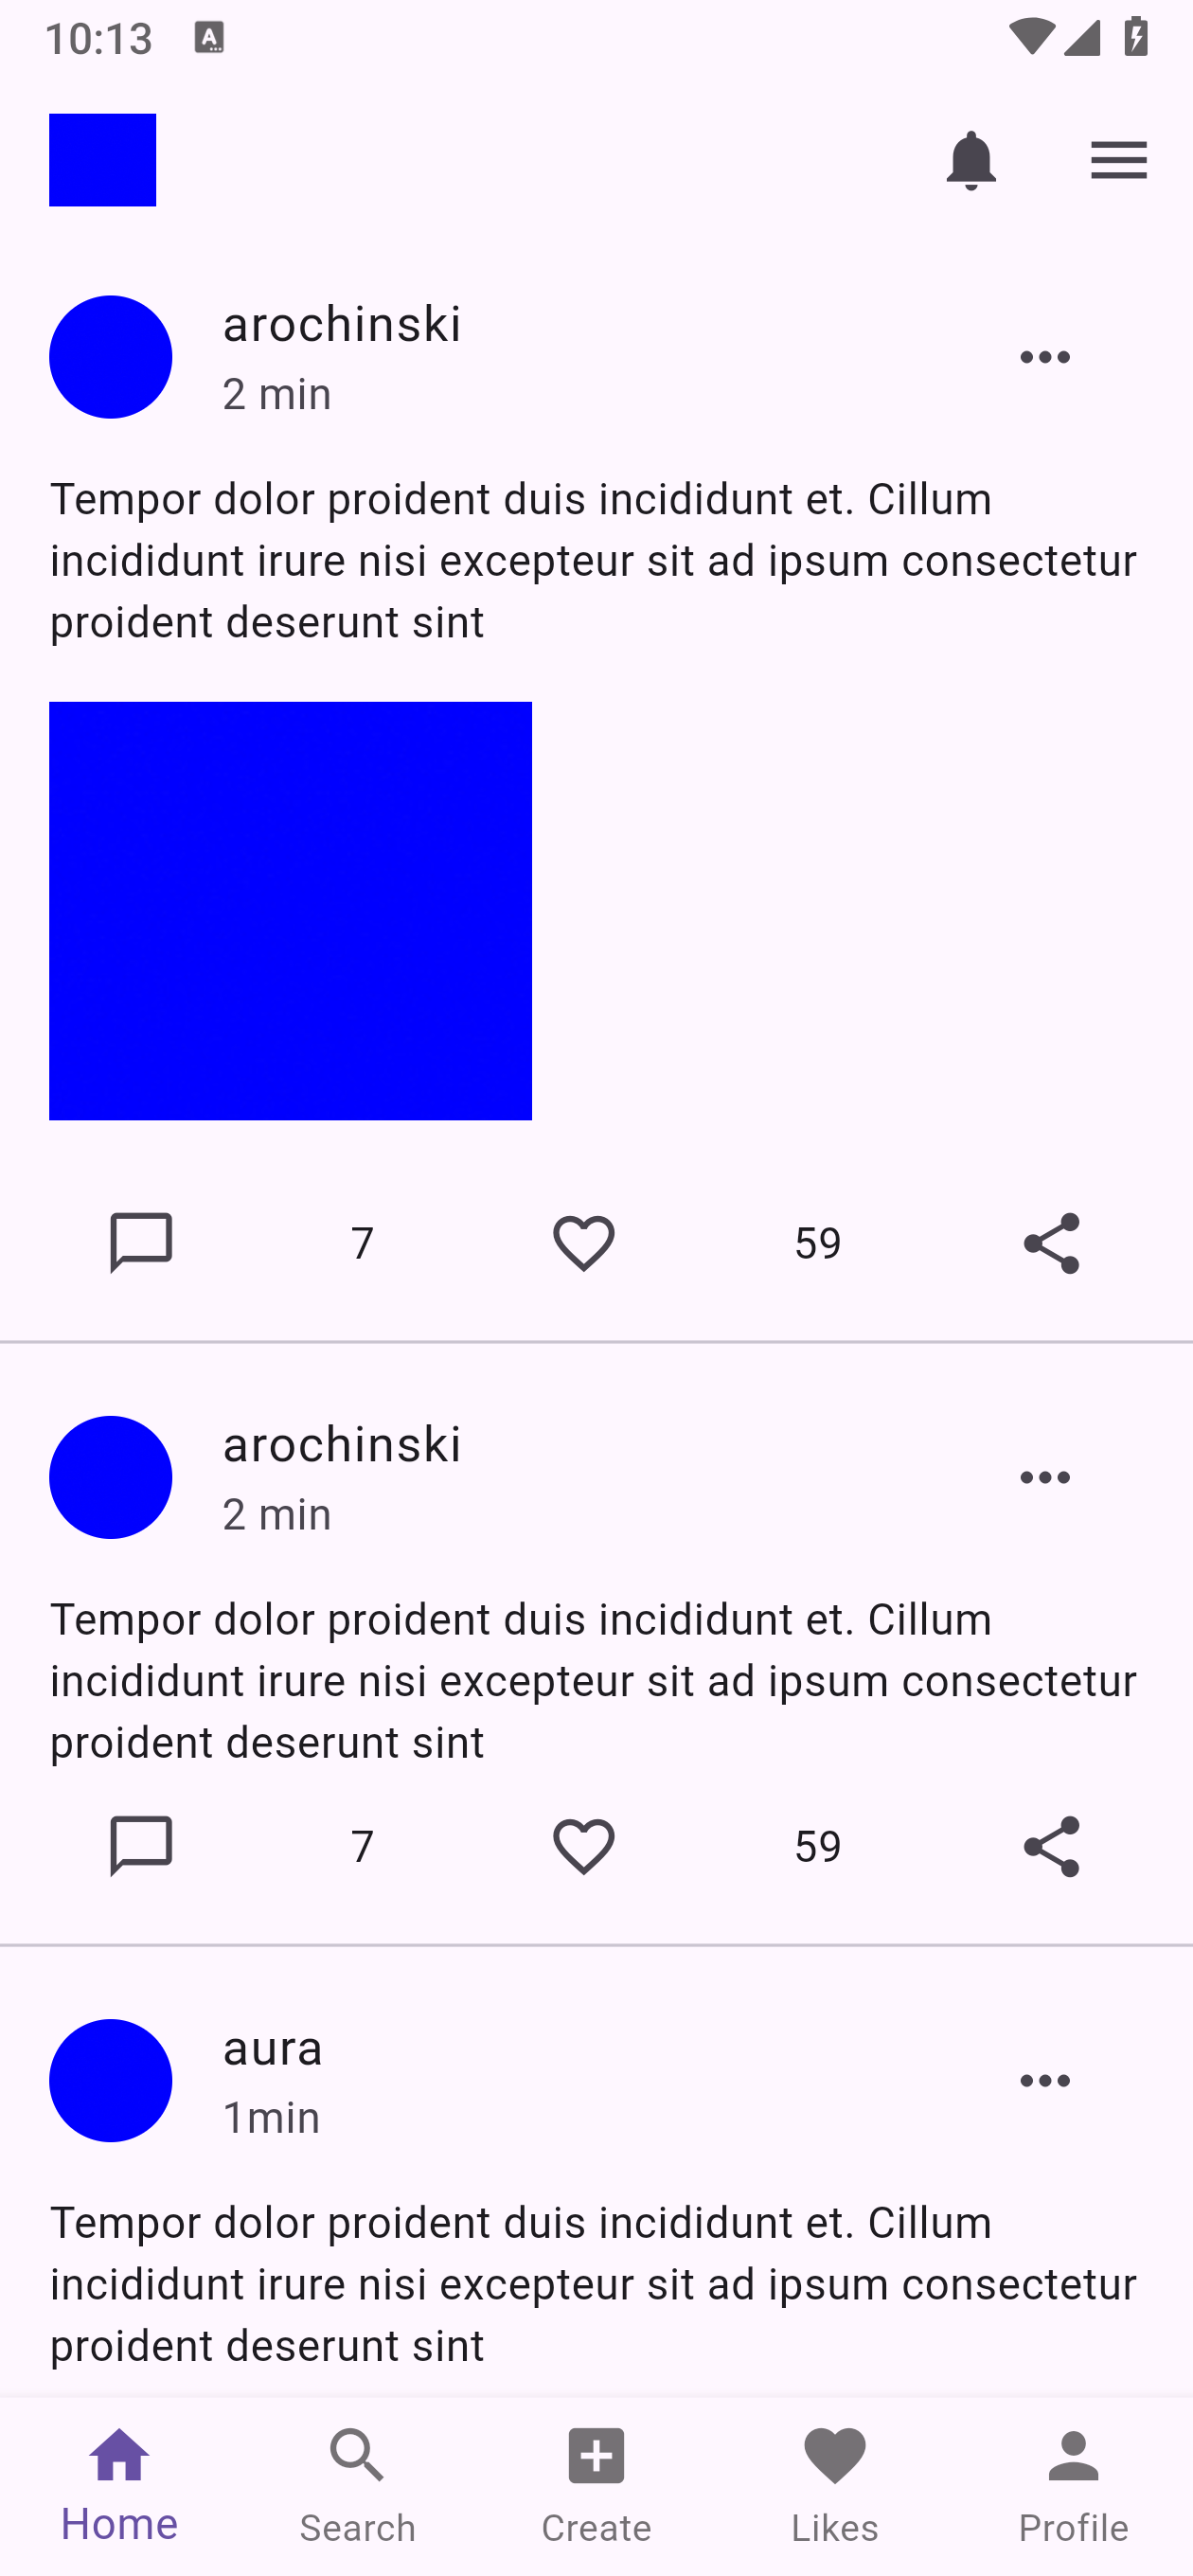 10:13
A
arochinski
2 min
Tempor dolor proident duis incididunt et. Cillum
incididunt irure nisi excepteur sit ad ipsum consectetur
proident deserunt sint
7
59
arochinski
2 min
Tempor dolor proident duis incididunt et. Cillum
incididunt irure nisi excepteur sit ad ipsum consectetur
proident deserunt sint
7
59
aura
1min
Tempor dolor proident duis incididunt et. Cillum
incididunt irure nisi excepteur sit ad ipsum consectetur
proident deserunt sint
Home
Search
Create
Likes
Profile